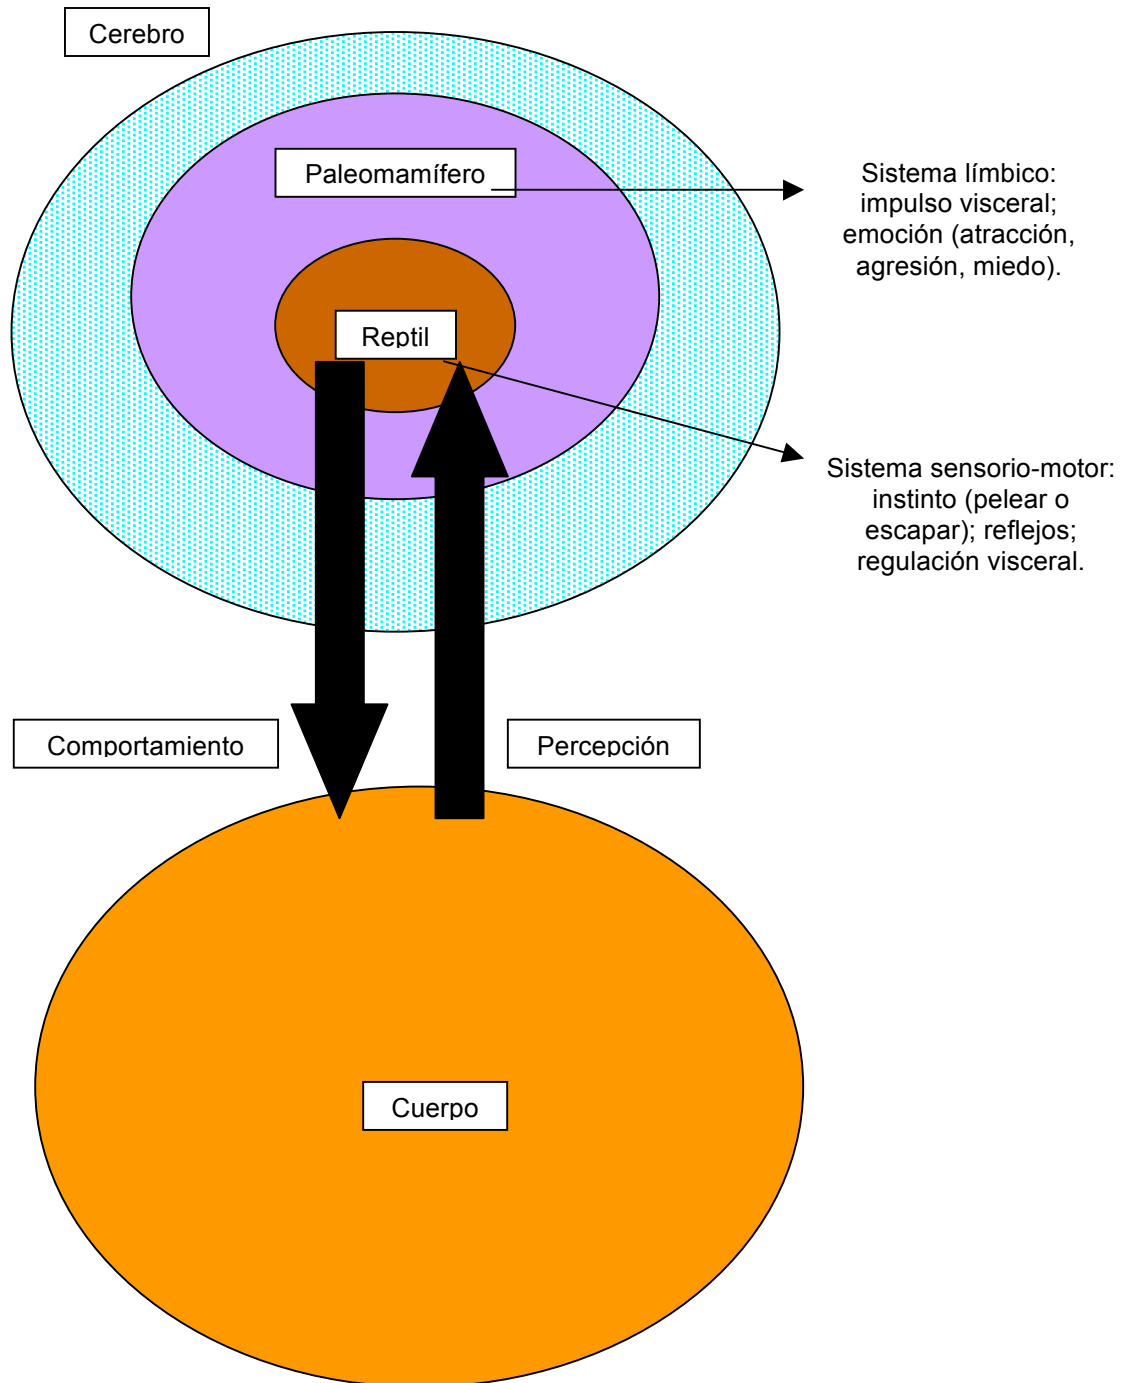 Cerebro
Paleomamífero
Sistema límbico:
impulso visceral;
emoción (atracción,
agresión, miedo).
Reptil
Sistema sensorio-motor:
instinto (pelear o
escapar); reflejos;
regulación visceral.
Comportamiento
Percepción
Cuerpo